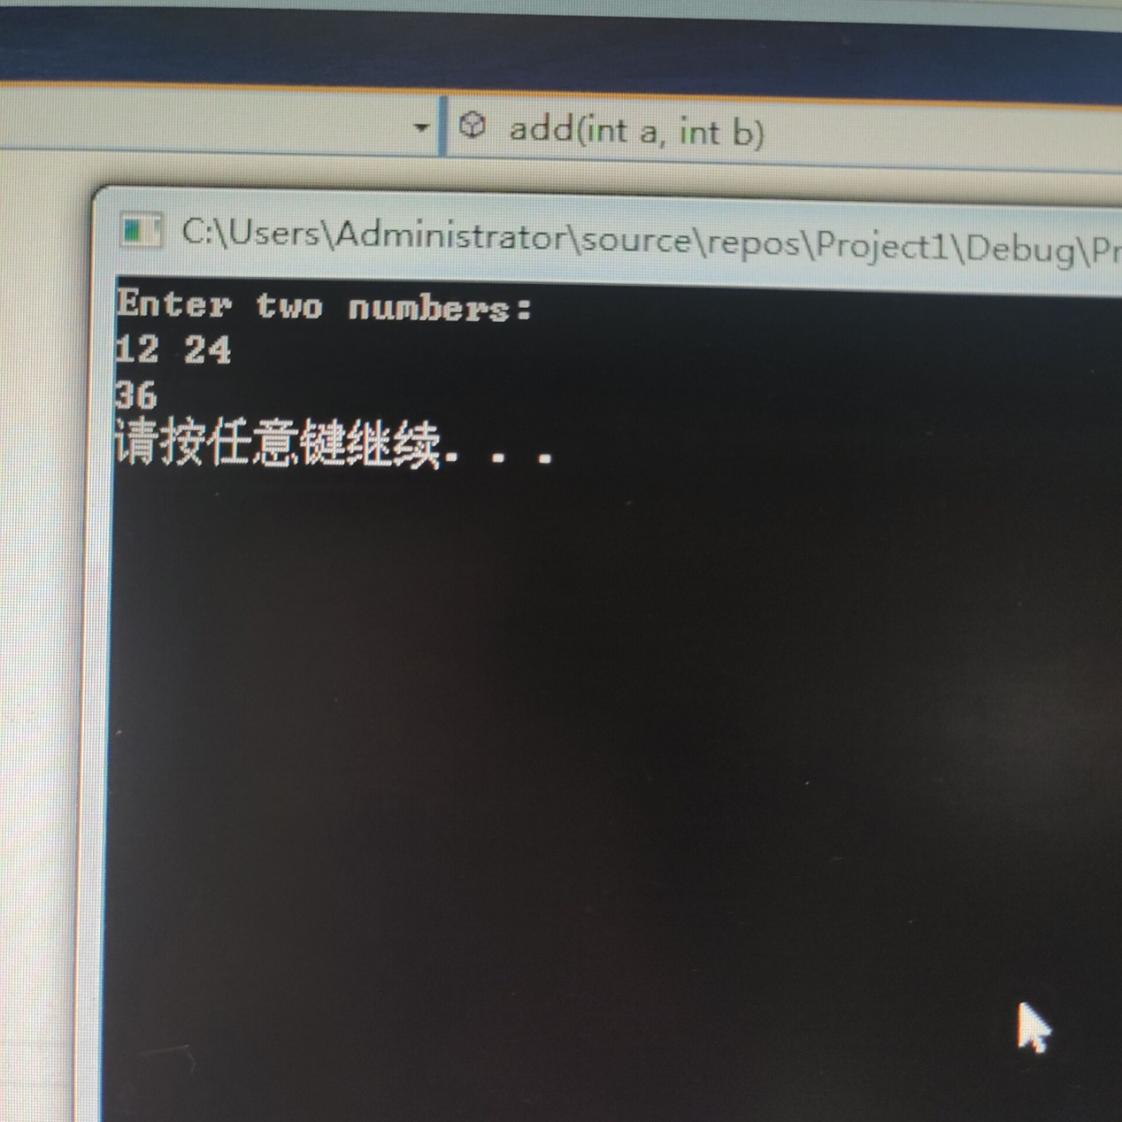 add(int a, int b)
C:\Users\Administrator\source\repos\Project1\Debug\Pr
Enter two numbers:
12 24
36
请按任意键继续. . .